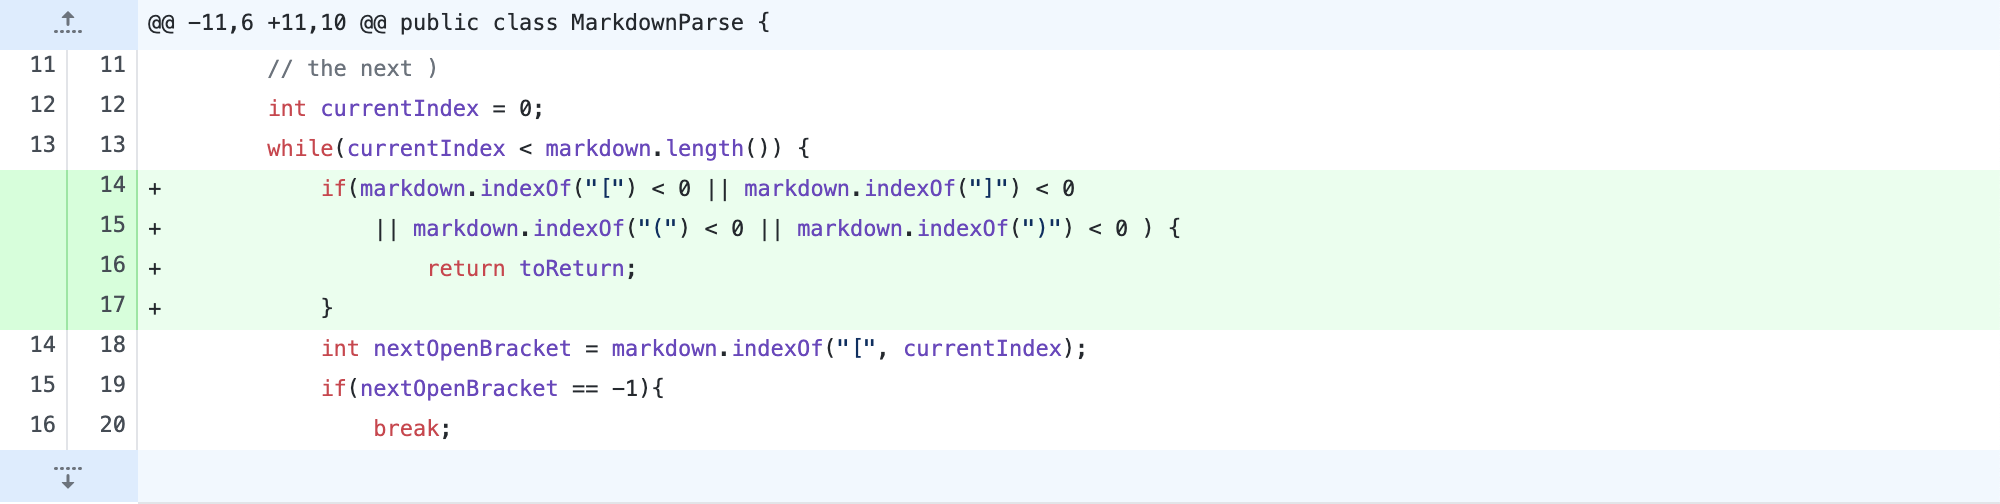 @@ -11,6 +11,10 @@ public class MarkdownParse {
11 11 // the next )
12 12 int currentIndex = 0;
13 13 while(currentIndex < markdown.length()) {
14 + if(markdown.indexOf("[") < 0 || markdown.indexOf("]") < 0
15 + || markdown.indexOf("(") < 0 || markdown.indexOf(")") < 0 ) {
16 + return toReturn;
17 + }
14 18 int nextOpenBracket = markdown.indexOf("[", currentIndex);
15 19 if(nextOpenBracket == -1){
16 20 break;